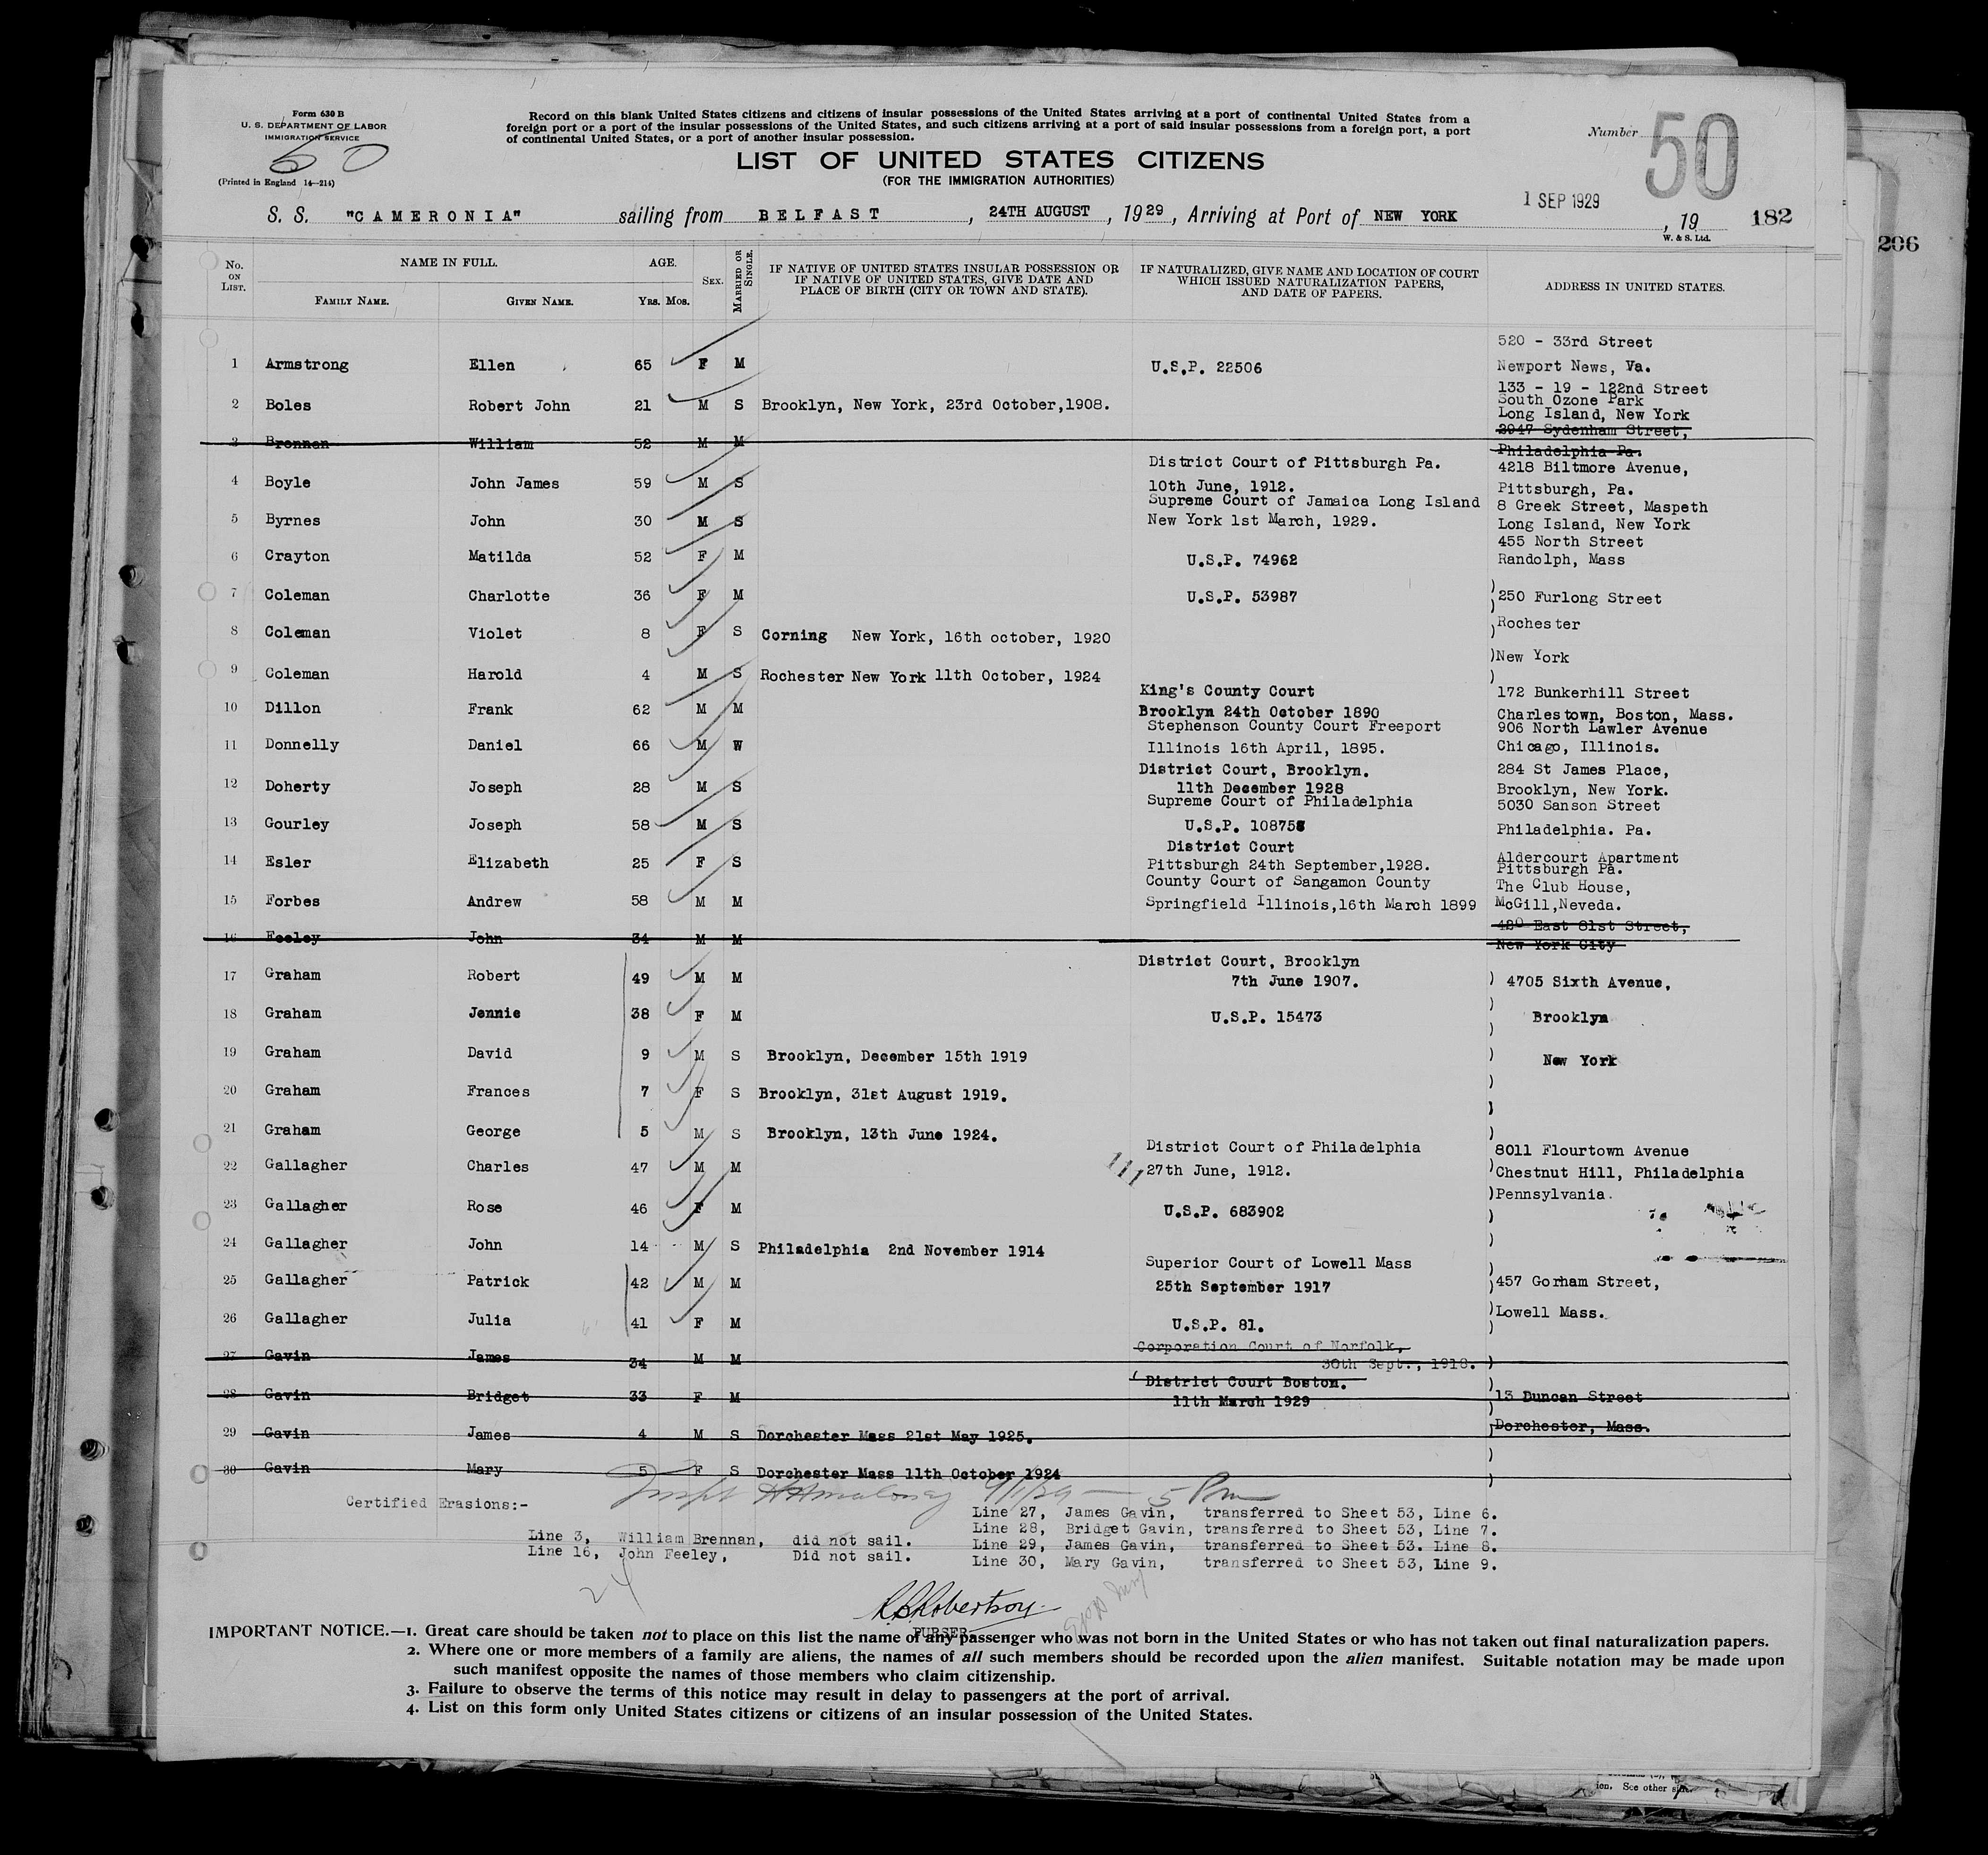 Form 630 B
U. S. DEPARTMENT OF LABOR
IMMIGRATION SERVICE
50
(Printed in England 14—214)
Record on this blank United States citizens and citizens of insular possessions of the United States arriving at a port of continental United States from a
foreign port or a port of the insular possessions of the United States, and such citizens arriving at a port of said insular possessions from a foreign port, a port
of continental United States, or a port of another insular possession.
Number 50
LIST OF UNITED STATES CITIZENS
(FOR THE IMMIGRATION AUTHORITIES)
S. S. "CAMERONIA" sailing from BELFAST, 24TH AUGUST, 1929, Arriving at Port of NEW YORK 1 SEP 1929, 19 182
W. & S. Ltd.
206
No. ON LIST. NAME IN FULL. FAMILY NAME. GIVEN NAME. AGE. YRS. MOS. SEX. MARRIED OR SINGLE. IF NATIVE OF UNITED STATES INSULAR POSSESSION OR IF NATIVE OF UNITED STATES, GIVE DATE AND PLACE OF BIRTH (CITY OR TOWN AND STATE). IF NATURALIZED, GIVE NAME AND LOCATION OF COURT WHICH ISSUED NATURALIZATION PAPERS, AND DATE OF PAPERS. ADDRESS IN UNITED STATES.
1 Armstrong Ellen 65 F M U.S.P. 22506 520 - 33rd Street Newport News, Va.
2 Boles Robert John 21 M S Brooklyn, New York, 23rd October,1908. 133 - 19 - 122nd Street South Ozone Park Long Island, New York
3 Brennan William 52 M M 2947 Sydenham Street, Philadelphia Pa.
4 Boyle John James 59 M S District Court of Pittsburgh Pa. 10th June, 1912. 4218 Biltmore Avenue, Pittsburgh, Pa.
5 Byrnes John 30 M S Supreme Court of Jamaica Long Island New York 1st March, 1929. 8 Greek Street, Maspeth Long Island, New York
6 Crayton Matilda 52 F M U.S.P. 74962 455 North Street Randolph, Mass
7 Coleman Charlotte 36 F M U.S.P. 53987 ) 250 Furlong Street
8 Coleman Violet 8 F S Corning New York, 16th october, 1920 ) Rochester
9 Coleman Harold 4 M S Rochester New York 11th October, 1924 ) New York
10 Dillon Frank 62 M M King's County Court Brooklyn 24th October 1890 172 Bunkerhill Street Charlestown, Boston, Mass.
11 Donnelly Daniel 66 M W Stephenson County Court Freeport Illinois 16th April, 1895. 906 North Lawler Avenue Chicago, Illinois.
12 Doherty Joseph 28 M S District Court, Brooklyn. 11th December 1928 284 St James Place, Brooklyn, New York.
13 Gourley Joseph 58 M S Supreme Court of Philadelphia U.S.P. 108758 5030 Sanson Street Philadelphia. Pa.
14 Esler Elizabeth 25 F S District Court Pittsburgh 24th September,1928. Aldercourt Apartment Pittsburgh Pa.
15 Forbes Andrew 58 M M County Court of Sangamon County Springfield Illinois,16th March 1899 The Club House, McGill,Neveda.
16 Feeley John 34 M M 420 East 81st Street, New York City
17 Graham Robert 49 M M District Court, Brooklyn 7th June 1907. ) 4705 Sixth Avenue,
18 Graham Jennie 38 F M U.S.P. 15473 ) Brooklyn
19 Graham David 9 M S Brooklyn, December 15th 1919 ) New York
20 Graham Frances 7 F S Brooklyn, 31st August 1919. )
21 Graham George 5 M S Brooklyn, 13th June 1924. )
22 Gallagher Charles 47 M M District Court of Philadelphia 27th June, 1912. 8011 Flourtown Avenue ) Chestnut Hill, Philadelphia
23 Gallagher Rose 46 F M U.S.P. 683902 ) Pennsylvania.
24 Gallagher John 14 M S Philadelphia 2nd November 1914 )
25 Gallagher Patrick 42 M M Superior Court of Lowell Mass 25th September 1917 ) 457 Gorham Street,
26 Gallagher Julia 41 F M U.S.P. 81. ) Lowell Mass.
27 Gavin James 34 M M Corporation Court of Norfolk, 30th Sept., 1918. )
28 Gavin Bridget 33 F M District Court Boston. 11th March 1929 ) 13 Duncan Street
29 Gavin James 4 M S Dorchester Mass 21st May 1925. ) Dorchester, Mass.
30 Gavin Mary 5 F S Dorchester Mass 11th October 1924 )
9/1/29 — 5 Pm
Certified Erasions:-
Line 3, William Brennan, did not sail.
Line 16, John Feeley, Did not sail.
Line 27, James Gavin, transferred to Sheet 53, Line 6.
Line 28, Bridget Gavin, transferred to Sheet 53, Line 7.
Line 29, James Gavin, transferred to Sheet 53. Line 8.
Line 30, Mary Gavin, transferred to Sheet 53, Line 9.
24
Robertson
PURSER
IMPORTANT NOTICE.—1. Great care should be taken not to place on this list the name of any passenger who was not born in the United States or who has not taken out final naturalization papers.
2. Where one or more members of a family are aliens, the names of all such members should be recorded upon the alien manifest. Suitable notation may be made upon
such manifest opposite the names of those members who claim citizenship.
3. Failure to observe the terms of this notice may result in delay to passengers at the port of arrival.
4. List on this form only United States citizens or citizens of an insular possession of the United States.
ion. See other